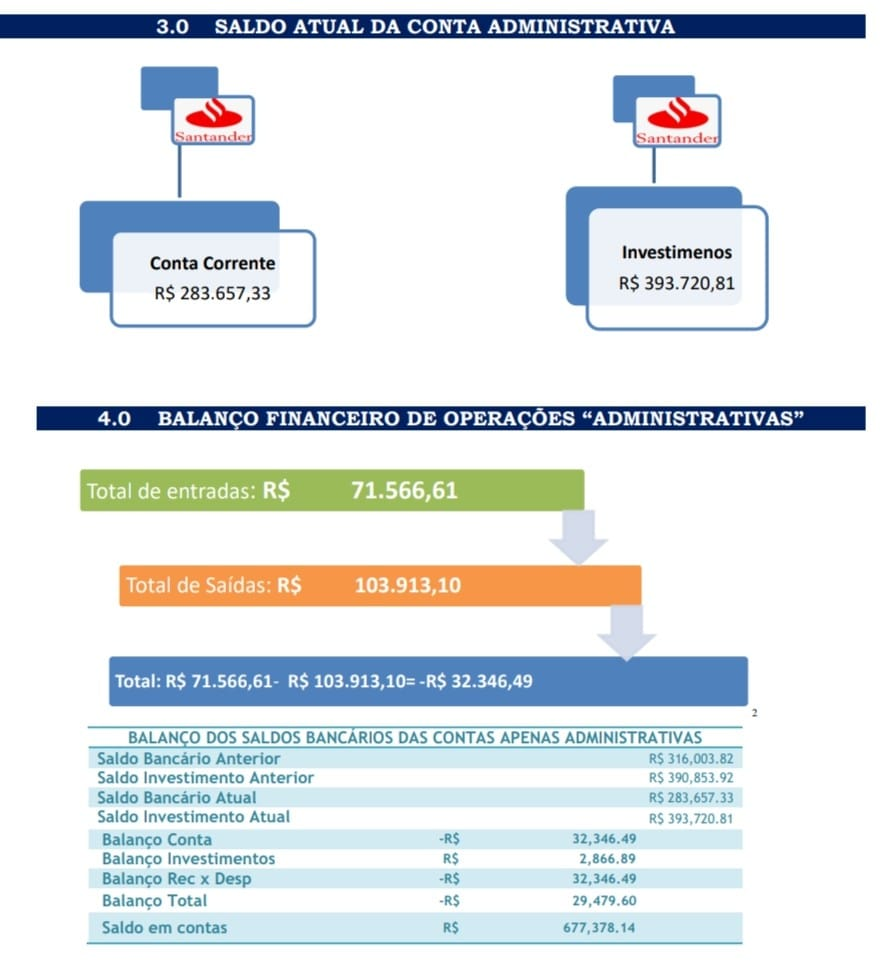 3.0 SALDO ATUAL DA CONTA ADMINISTRATIVA
Santander
Santander
Conta Corrente
R$ 283.657,33
Investimenos
R$ 393.720,81
4.0 BALANÇO FINANCEIRO DE OPERAÇÕES “ADMINISTRATIVAS”
Total de entradas: R$ 71.566,61
Total de Saídas: R$ 103.913,10
Total: R$ 71.566,61- R$ 103.913,10= -R$ 32.346,49
2
BALANÇO DOS SALDOS BANCÁRIOS DAS CONTAS APENAS ADMINISTRATIVAS
Saldo Bancário Anterior R$ 316,003.82
Saldo Investimento Anterior R$ 390,853.92
Saldo Bancário Atual R$ 283,657.33
Saldo Investimento Atual R$ 393,720.81
Balanço Conta -R$ 32,346.49
Balanço Investimentos R$ 2,866.89
Balanço Rec x Desp -R$ 32,346.49
Balanço Total -R$ 29,479.60
Saldo em contas R$ 677,378.14